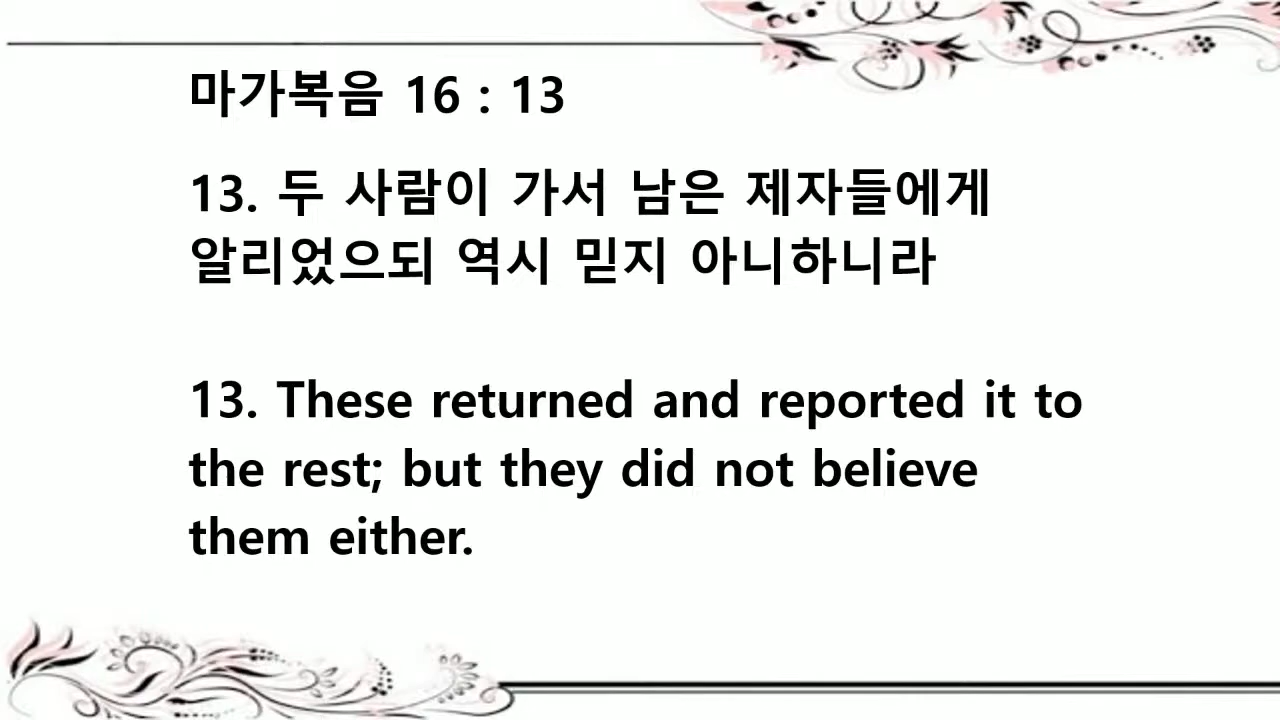 마가복음 16 : 13
13. 두 사람이 가서 남은 제자들에게
알리었으되 역시 믿지 아니하니라
13. These returned and reported it to
the rest; but they did not believe
them either.